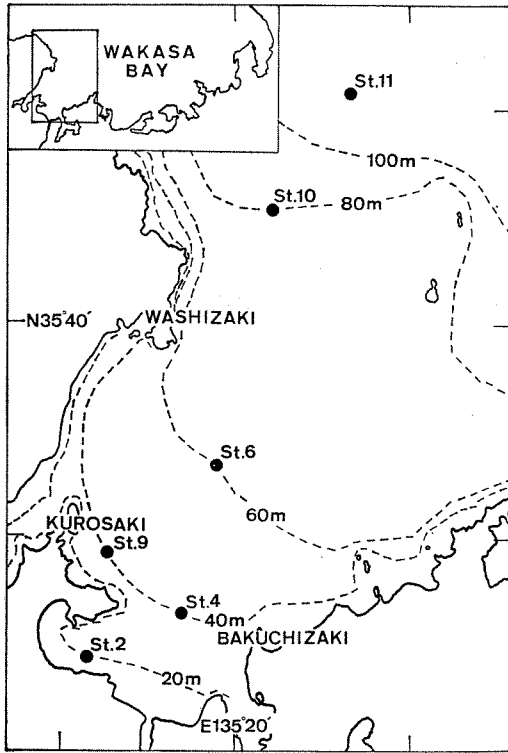 WAKASA
BAY
St.11
100m
St.10
80m
N35°40′
WASHIZAKI
St.6
60m
KUROSAKI
St.9
St.4
40m
BAKUCHIZAKI
St.2
20m
E135°20′